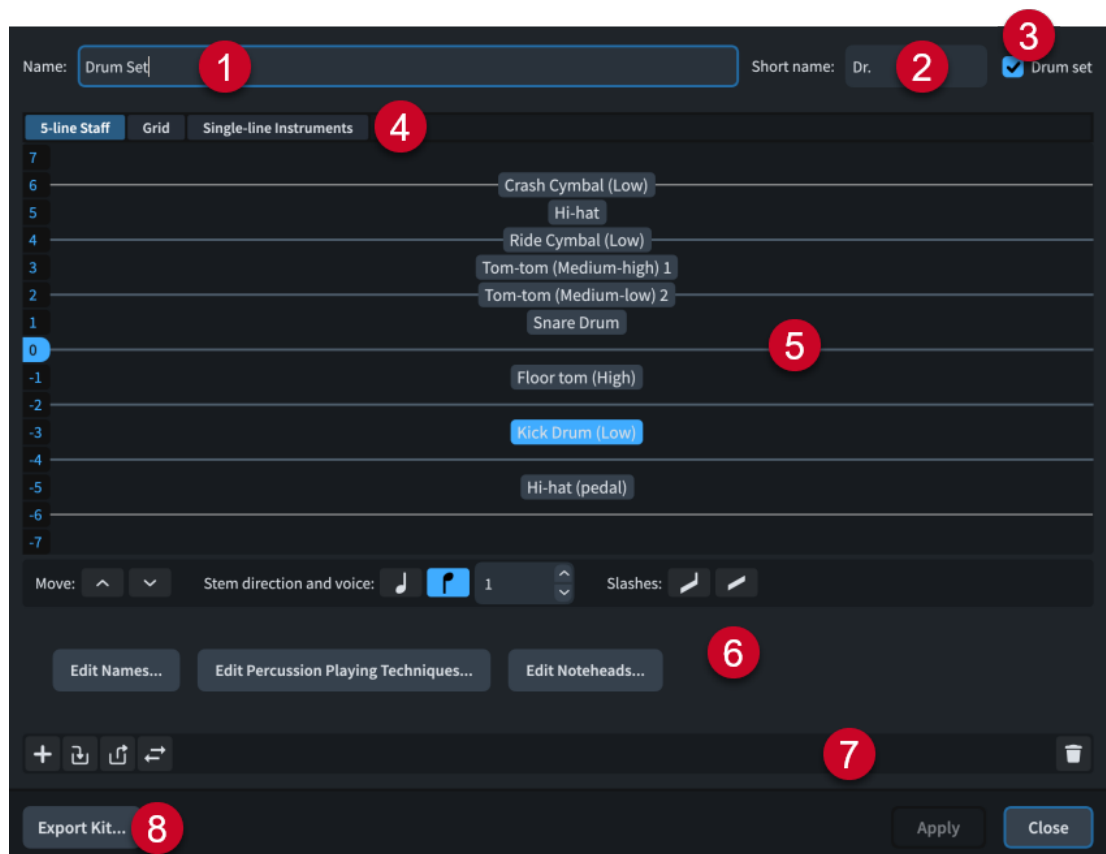 3
Name: Drum Set 1 Short name: Dr. 2 Drum set
5-line Staff Grid Single-line Instruments 4
7
6 Crash Cymbal (Low)
5 Hi-hat
4 Ride Cymbal (Low)
3 Tom-tom (Medium-high) 1
2 Tom-tom (Medium-low) 2
1 Snare Drum
0 5
-1 Floor tom (High)
-2
-3 Kick Drum (Low)
-4
-5 Hi-hat (pedal)
-6
-7
Move: Stem direction and voice: 1 Slashes:
Edit Names... Edit Percussion Playing Techniques... Edit Noteheads... 6
7
Export Kit... 8 Apply Close